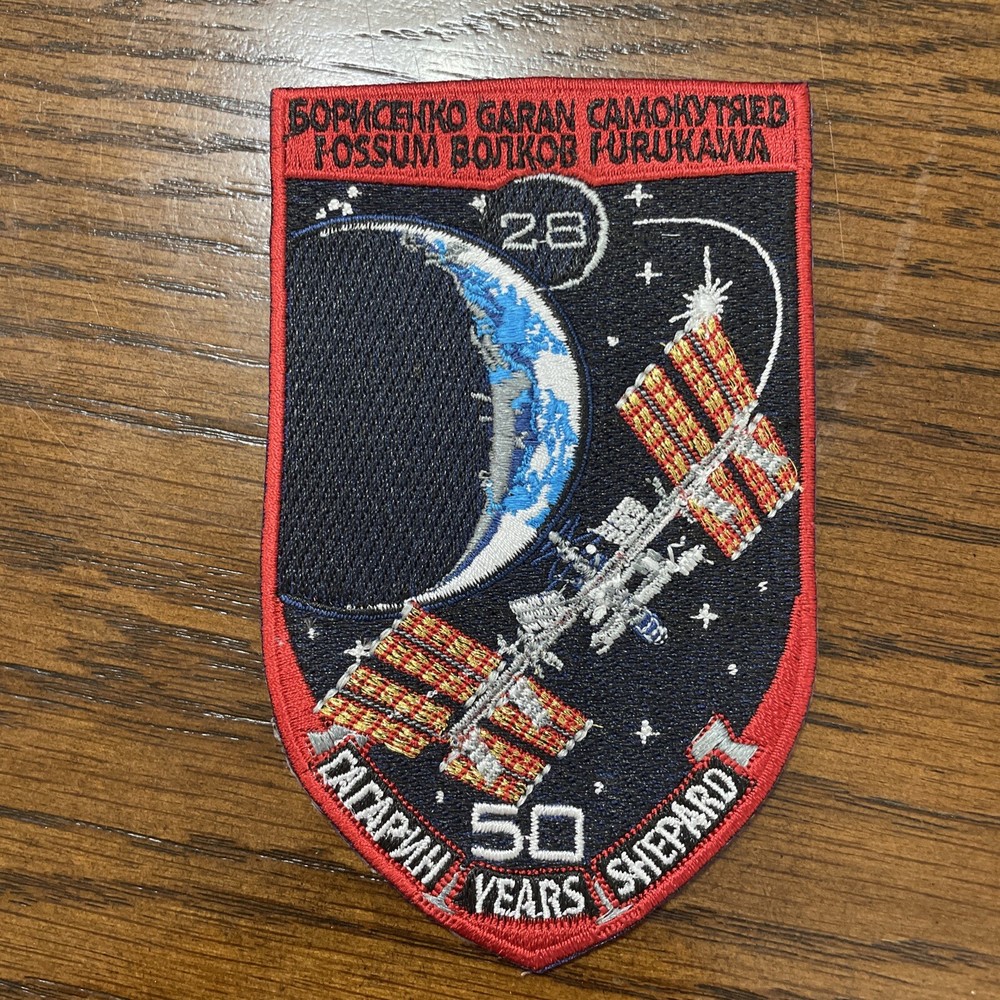 БОРИСЕНКО GARAN САМОКУТЯЕВ
FOSSUM ВОЛКОВ FURUKAWA
28
ГАГАРИН
50
YEARS
SHEPARD